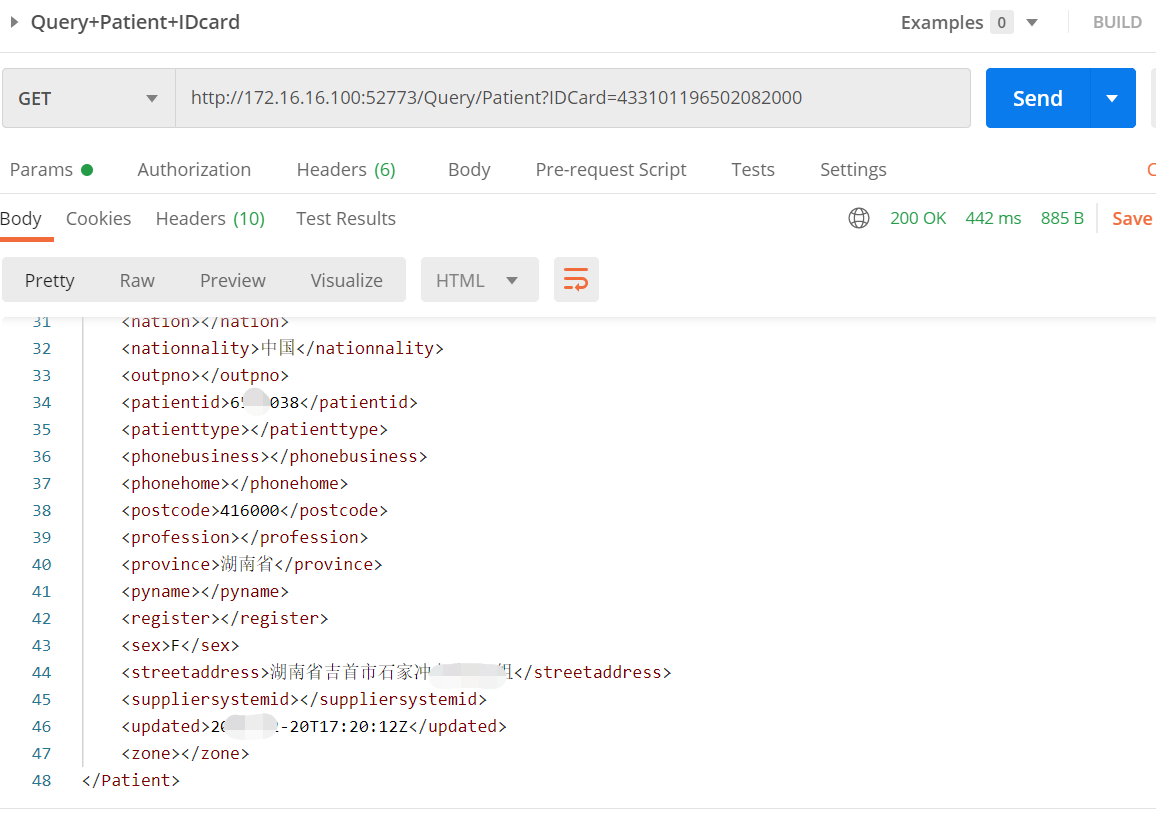 Query+Patient+IDcard Examples 0 BUILD
GET http://172.16.16.100:52773/Query/Patient?IDCard=433101196502082000 Send
Params Authorization Headers (6) Body Pre-request Script Tests Settings
Body Cookies Headers (10) Test Results 200 OK 442 ms 885 B Save
Pretty Raw Preview Visualize HTML
31 <nation></nation>
32 <nationnality>中国</nationnality>
33 <outpno></outpno>
34 <patientid>6 038</patientid>
35 <patienttype></patienttype>
36 <phonebusiness></phonebusiness>
37 <phonehome></phonehome>
38 <postcode>416000</postcode>
39 <profession></profession>
40 <province>湖南省</province>
41 <pyname></pyname>
42 <register></register>
43 <sex>F</sex>
44 <streetaddress>湖南省吉首市石家冲 组</streetaddress>
45 <suppliersystemid></suppliersystemid>
46 <updated>20 -20T17:20:12Z</updated>
47 <zone></zone>
48 </Patient>